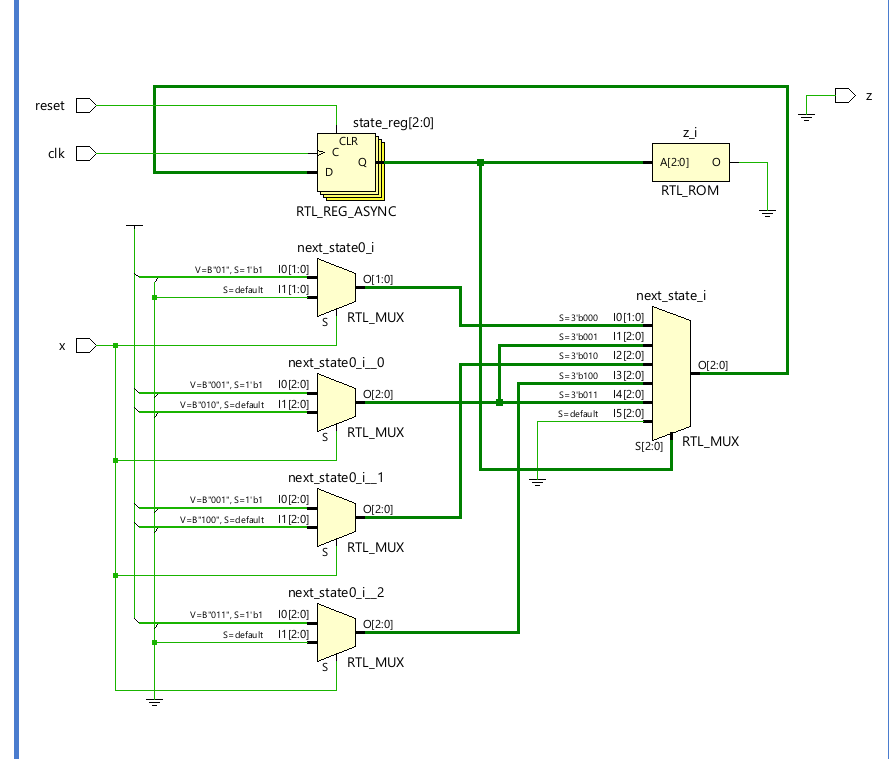 reset
clk
state_reg[2:0]
CLR
C
D
Q
RTL_REG_ASYNC
z
z_i
A[2:0]
O
RTL_ROM
next_state0_i
V=B"01", S=1'b1
I0[1:0]
S=default
I1[1:0]
O[1:0]
S
RTL_MUX
x
next_state0_i__0
V=B"001", S=1'b1
I0[2:0]
V=B"010", S=default
I1[2:0]
O[2:0]
S
RTL_MUX
next_state0_i__1
V=B"001", S=1'b1
I0[2:0]
V=B"100", S=default
I1[2:0]
O[2:0]
S
RTL_MUX
next_state0_i__2
V=B"011", S=1'b1
I0[2:0]
S=default
I1[2:0]
O[2:0]
S
RTL_MUX
next_state_i
S=3'b000
I0[1:0]
S=3'b001
I1[2:0]
S=3'b010
I2[2:0]
S=3'b100
I3[2:0]
S=3'b011
I4[2:0]
S=default
I5[2:0]
O[2:0]
S[2:0]
RTL_MUX